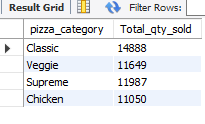 Result Grid Filter Rows:
pizza_category Total_qty_sold
Classic 14888
Veggie 11649
Supreme 11987
Chicken 11050